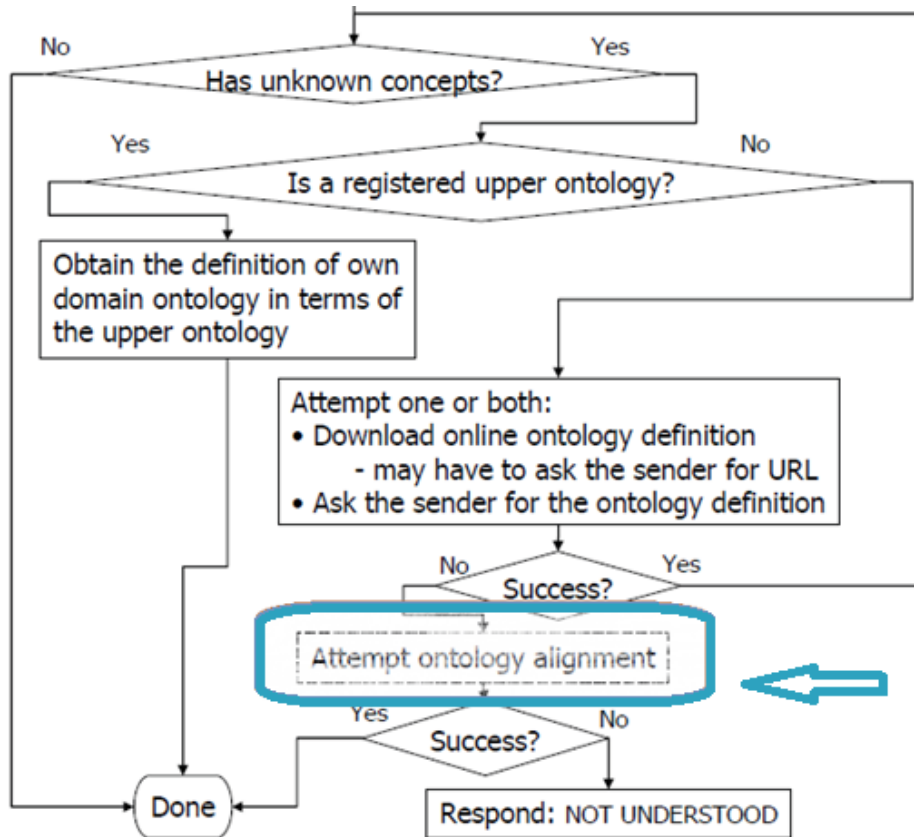 No
Yes
Has unknown concepts?
Yes
No
Is a registered upper ontology?
Obtain the definition of own
domain ontology in terms of
the upper ontology
Attempt one or both:
• Download online ontology definition
- may have to ask the sender for URL
• Ask the sender for the ontology definition
No
Yes
Success?
Attempt ontology alignment
Yes
No
Success?
Done
Respond: NOT UNDERSTOOD